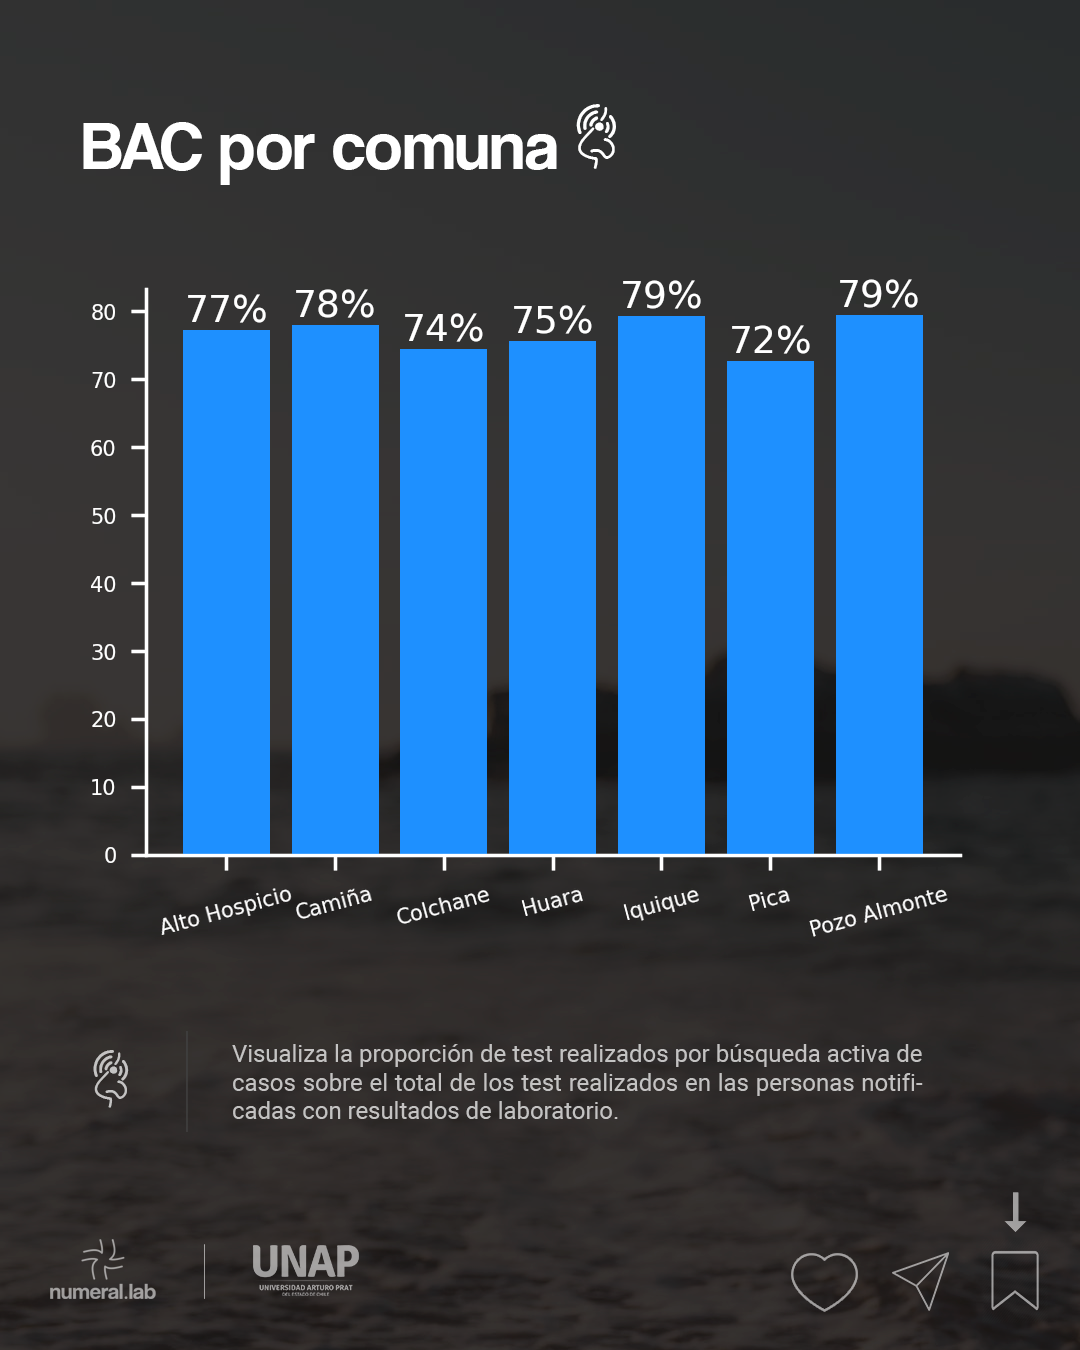 BAC por comuna
77%
78%
74%
75%
79%
72%
79%
80
70
60
50
40
30
20
10
0
Alto Hospicio
Camiña
Colchane
Huara
Iquique
Pica
Pozo Almonte
Visualiza la proporción de test realizados por búsqueda activa de
casos sobre el total de los test realizados en las personas notifi-
cadas con resultados de laboratorio.
numeral.lab
UNAP
UNIVERSIDAD ARTURO PRAT
DEL ESTADO DE CHILE